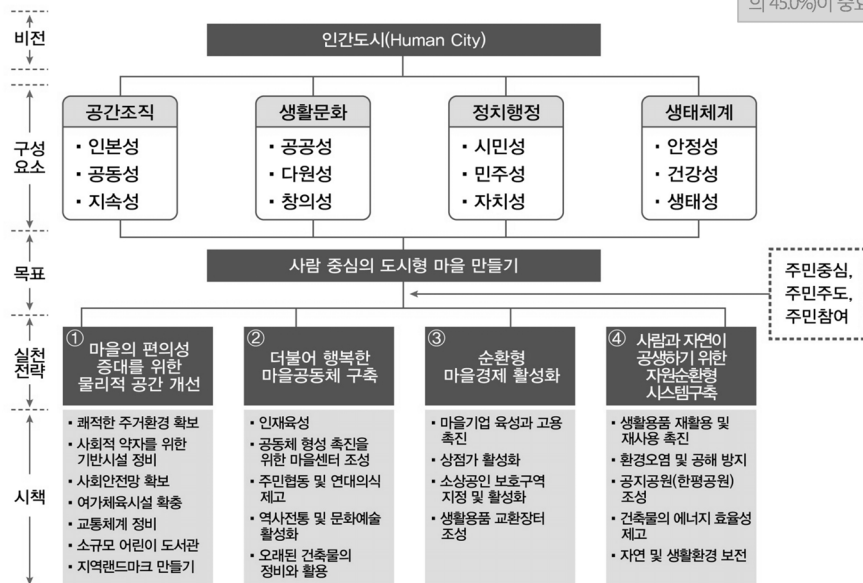 의 45.0%)이 중요
비전
인간도시(Human City)
구성
요소
공간조직
▪ 인본성
▪ 공동성
▪ 지속성
생활문화
▪ 공공성
▪ 다원성
▪ 창의성
정치행정
▪ 시민성
▪ 민주성
▪ 자치성
생태체계
▪ 안정성
▪ 건강성
▪ 생태성
목표
사람 중심의 도시형 마을 만들기
주민중심,
주민주도,
주민참여
실천
전략
①
마을의 편의성
증대를 위한
물리적 공간 개선
②
더불어 행복한
마을공동체 구축
③
순환형
마을경제 활성화
④
사람과 자연이
공생하기 위한
자원순환형
시스템구축
시책
▪ 쾌적한 주거환경 확보
▪ 사회적 약자를 위한
기반시설 정비
▪ 사회안전망 확보
▪ 여가체육시설 확충
▪ 교통체계 정비
▪ 소규모 어린이 도서관
▪ 지역랜드마크 만들기
▪ 인재육성
▪ 공동체 형성 촉진을
위한 마을센터 조성
▪ 주민협동 및 연대의식
제고
▪ 역사전통 및 문화예술
활성화
▪ 오래된 건축물의
정비와 활용
▪ 마을기업 육성과 고용
촉진
▪ 상점가 활성화
▪ 소상공인 보호구역
지정 및 활성화
▪ 생활용품 교환장터
조성
▪ 생활용품 재활용 및
재사용 촉진
▪ 환경오염 및 공해 방지
▪ 공지공원(한평공원)
조성
▪ 건축물의 에너지 효율성
제고
▪ 자연 및 생활환경 보전